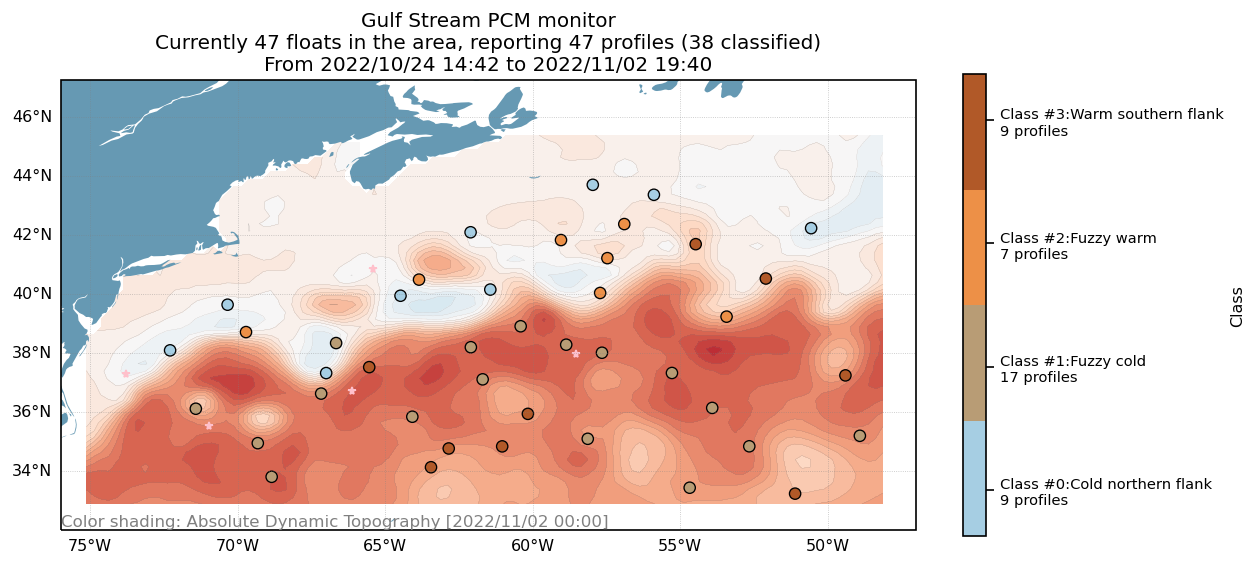 Gulf Stream PCM monitor
Currently 47 floats in the area, reporting 47 profiles (38 classified)
From 2022/10/24 14:42 to 2022/11/02 19:40
46°N
44°N
42°N
40°N
38°N
36°N
34°N
Color shading: Absolute Dynamic Topography [2022/11/02 00:00]
75°W
70°W
65°W
60°W
55°W
50°W
Class #3:Warm southern flank
9 profiles
Class #2:Fuzzy warm
7 profiles
Class #1:Fuzzy cold
17 profiles
Class #0:Cold northern flank
9 profiles
Class